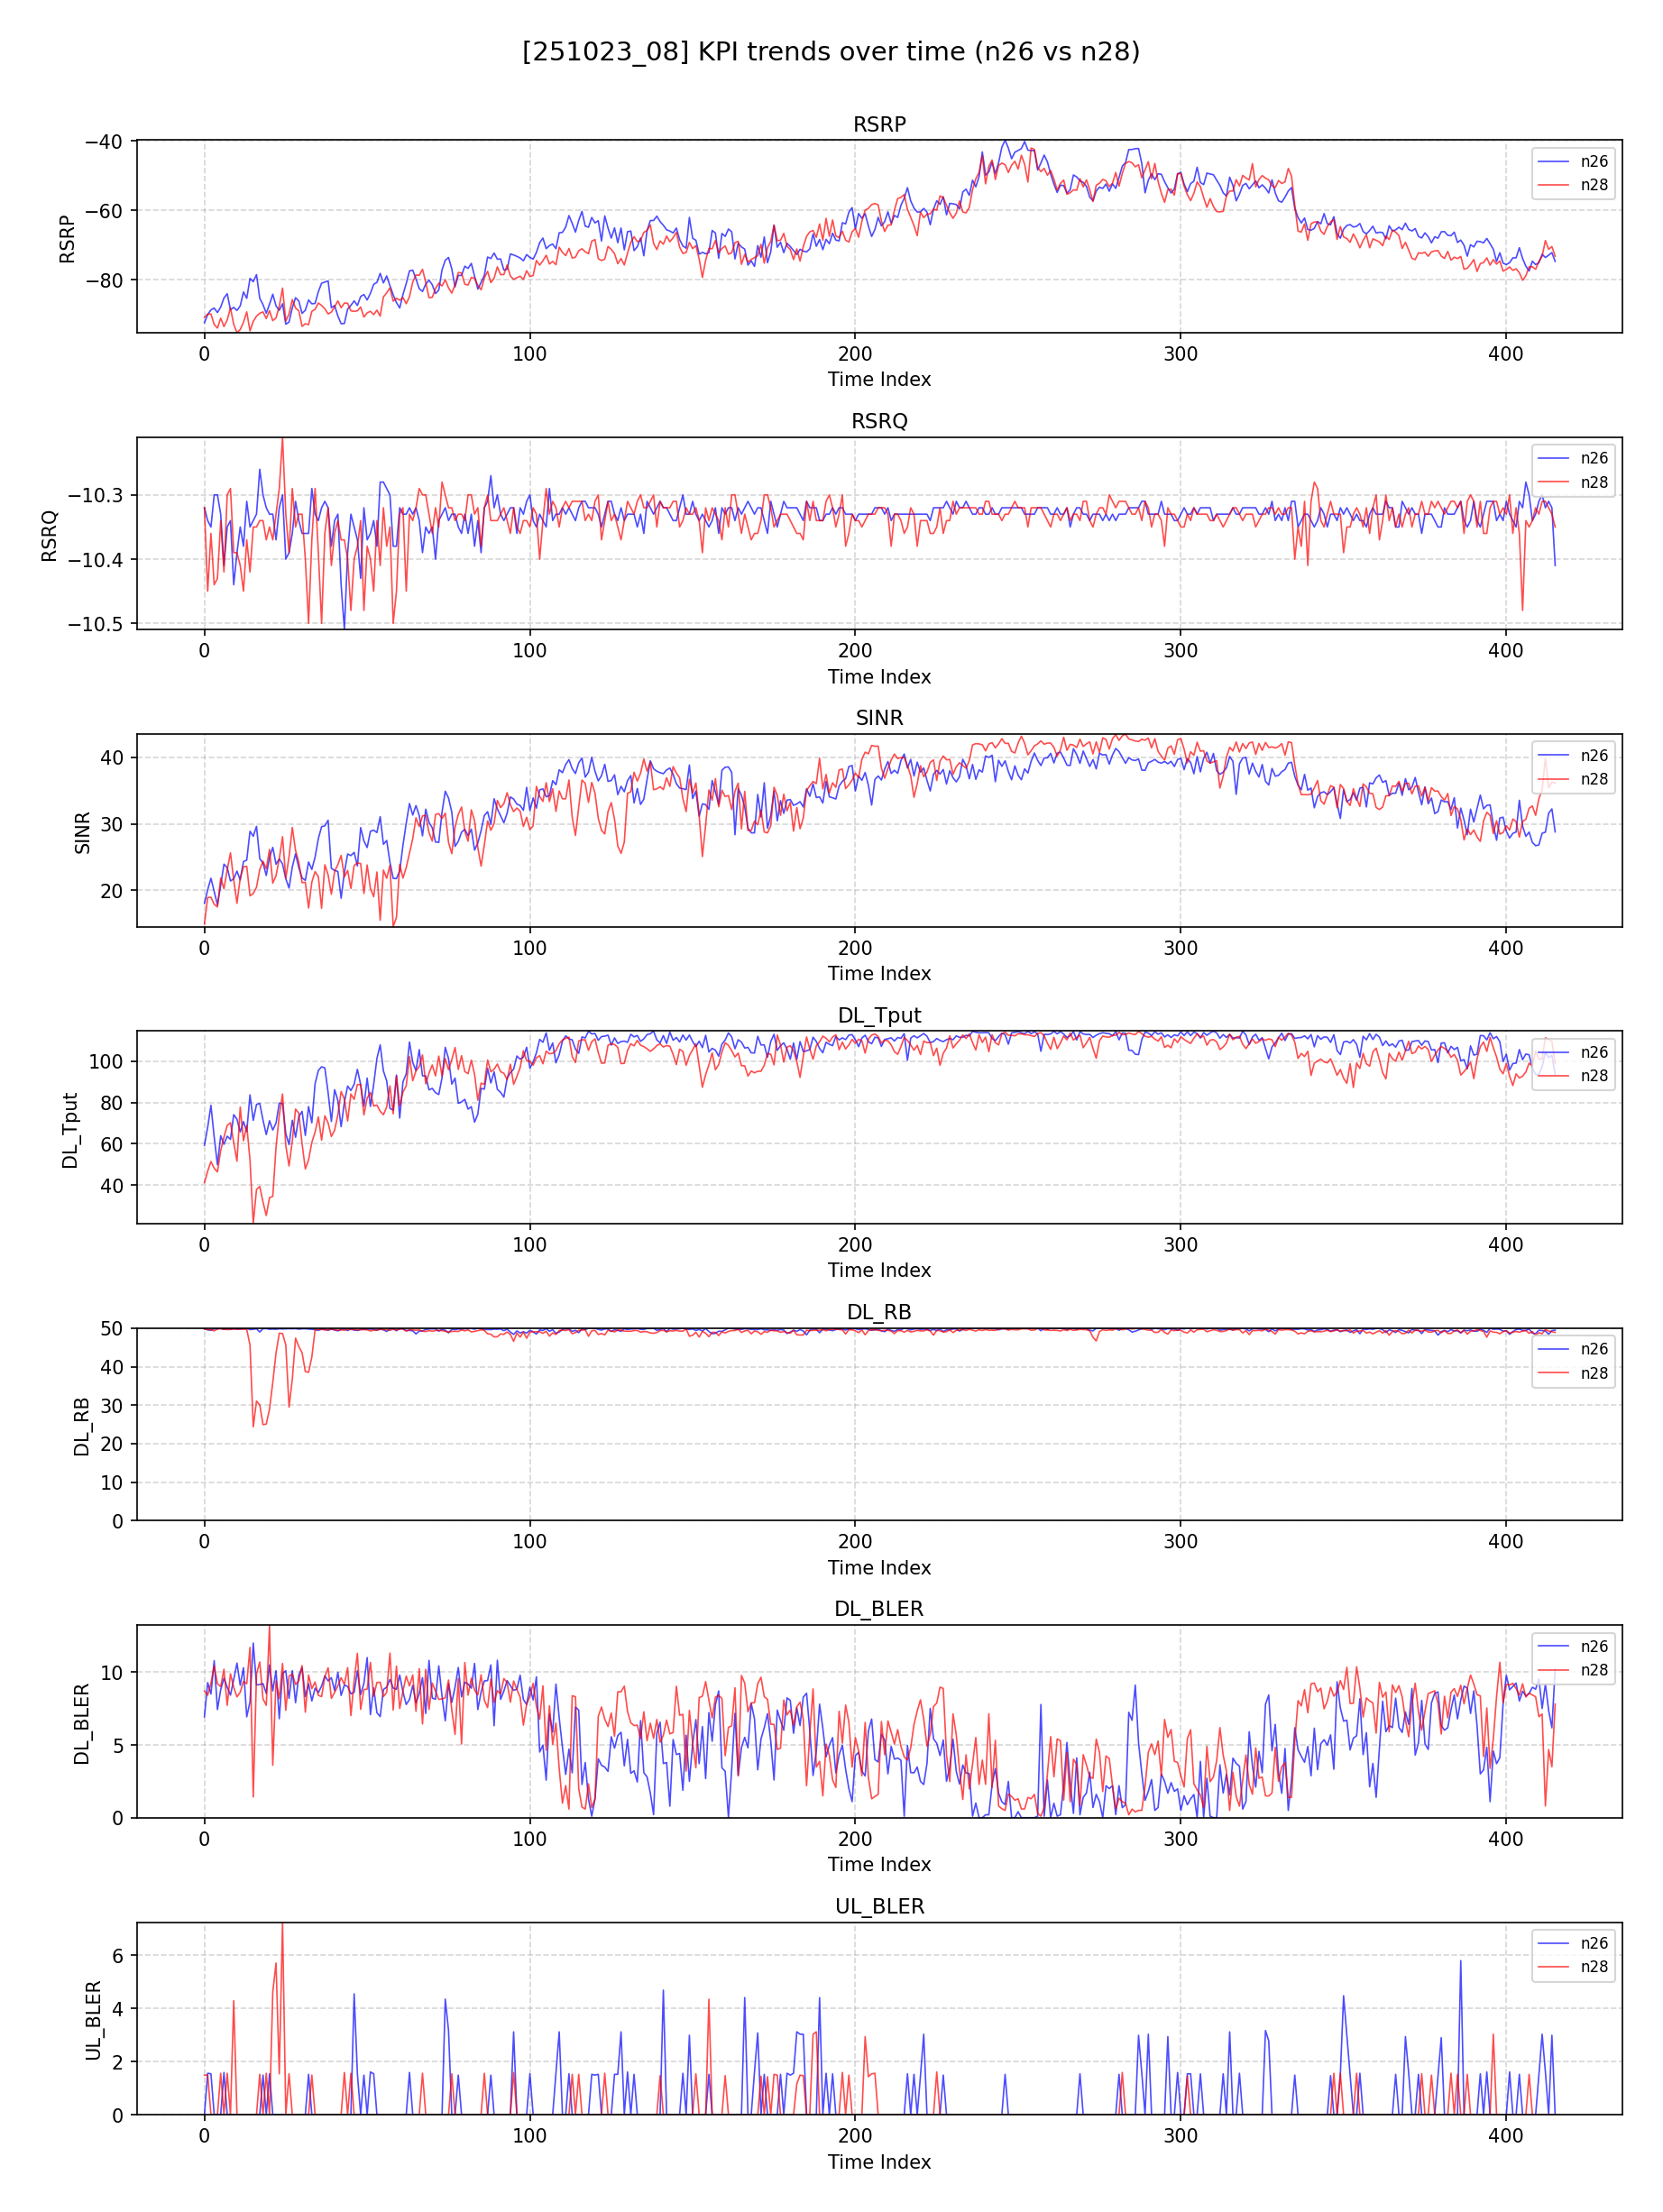 [251023_08] KPI trends over time (n26 vs n28)
RSRP
−40
−60
−80
RSRP
n26
n28
0 100 200 300 400
Time Index
RSRQ
−10.3
−10.4
−10.5
RSRQ
n26
n28
0 100 200 300 400
Time Index
SINR
40
30
20
SINR
n26
n28
0 100 200 300 400
Time Index
DL_Tput
100
80
60
40
DL_Tput
n26
n28
0 100 200 300 400
Time Index
DL_RB
50
40
30
20
10
0
DL_RB
n26
n28
0 100 200 300 400
Time Index
DL_BLER
10
5
0
DL_BLER
n26
n28
0 100 200 300 400
Time Index
UL_BLER
6
4
2
0
UL_BLER
n26
n28
0 100 200 300 400
Time Index